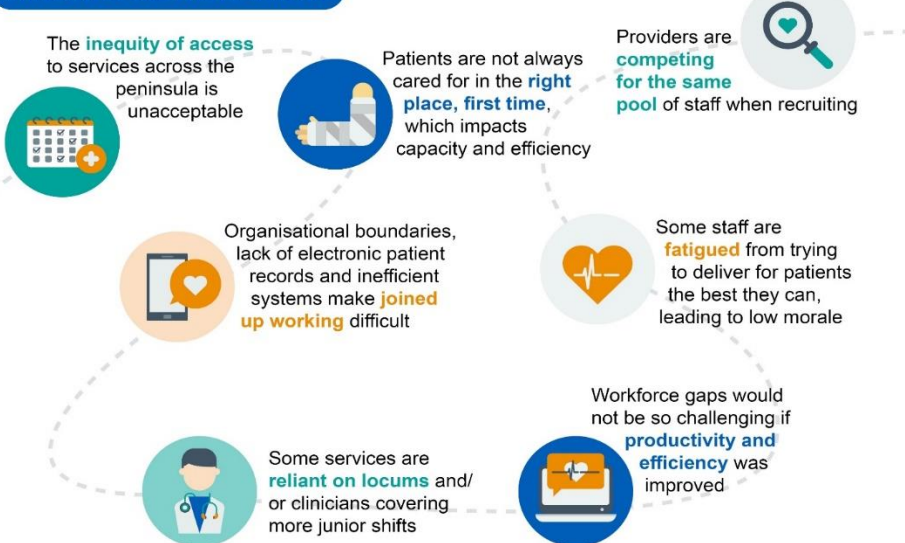 The inequity of access
to services across the
peninsula is
unacceptable
Patients are not always
cared for in the right
place, first time,
which impacts
capacity and efficiency
Providers are
competing
for the same
pool of staff when recruiting
Organisational boundaries,
lack of electronic patient
records and inefficient
systems make joined
up working difficult
Some staff are
fatigued from trying
to deliver for patients
the best they can,
leading to low morale
Some services are
reliant on locums and/
or clinicians covering
more junior shifts
Workforce gaps would
not be so challenging if
productivity and
efficiency was
improved